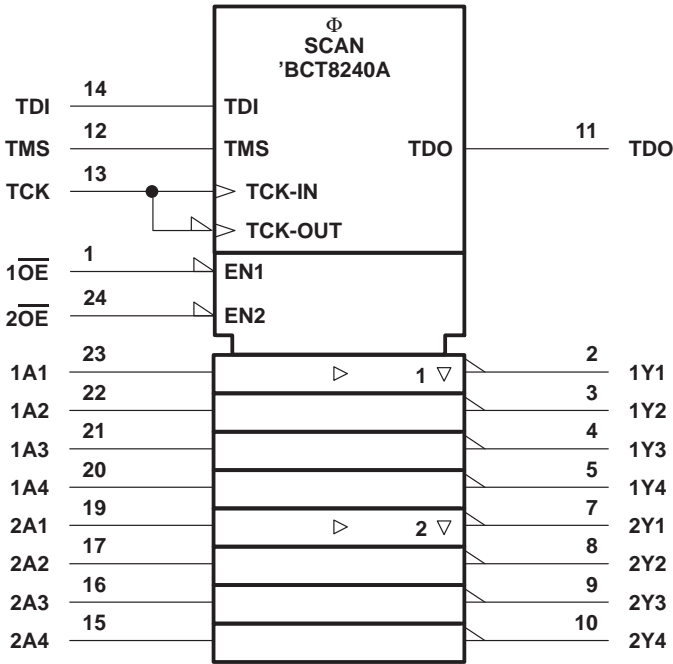 Φ
SCAN
'BCT8240A
TDI 14 TDI
TMS 12 TMS TDO 11 TDO
TCK 13 TCK-IN
TCK-OUT
1O̅E̅ 1 EN1
2O̅E̅ 24 EN2
1A1 23 1 2 1Y1
1A2 22 3 1Y2
1A3 21 4 1Y3
1A4 20 5 1Y4
2A1 19 2 7 2Y1
2A2 17 8 2Y2
2A3 16 9 2Y3
2A4 15 10 2Y4